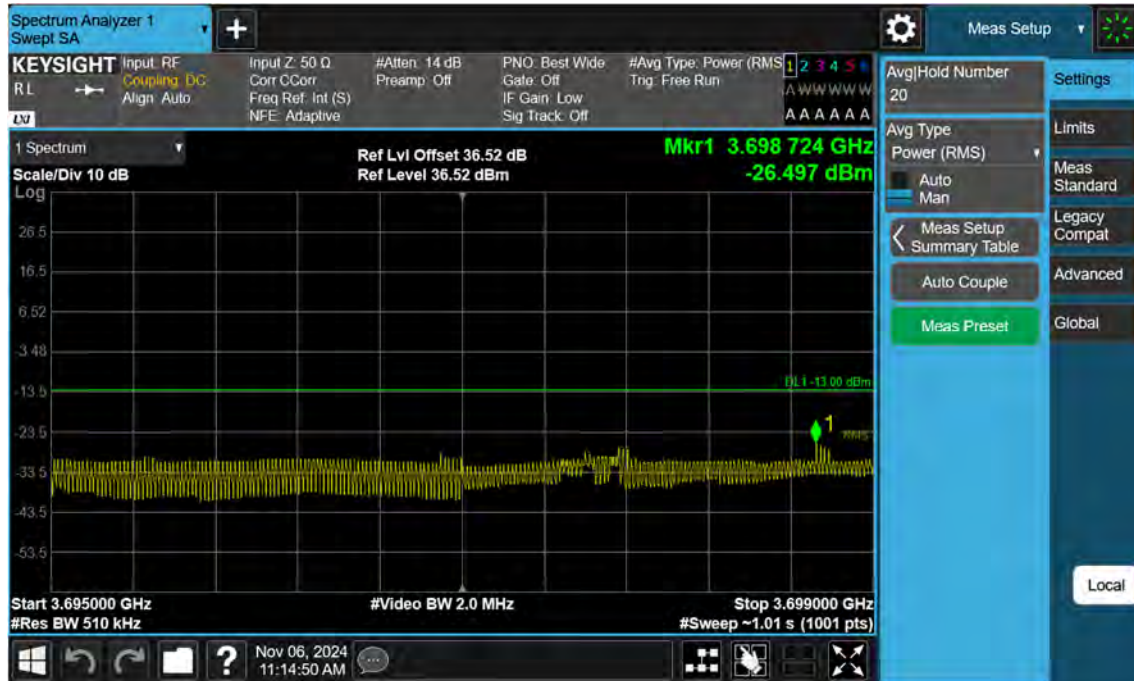 Spectrum Analyzer 1
Swept SA
+
Meas Setup
KEYSIGHT
RL
LXI
Input: RF
Coupling: DC
Align: Auto
Input Z: 50 Ω
Corr CCorr
Freq Ref: Int (S)
NFE: Adaptive
#Atten: 14 dB
Preamp: Off
PNO: Best Wide
Gate: Off
IF Gain: Low
Sig Track: Off
#Avg Type: Power (RMS
Trig: Free Run
1 2 3 4 5 6
A W W W W W
A A A A A A
1 Spectrum
Scale/Div 10 dB
Ref Lvl Offset 36.52 dB
Ref Level 36.52 dBm
Mkr1 3.698 724 GHz
-26.497 dBm
Log
26.5
16.5
6.52
-3.48
-13.5
-23.5
-33.5
-43.5
-53.5
DL1 -13.00 dBm
1
RMS
Start 3.695000 GHz
#Video BW 2.0 MHz
Stop 3.699000 GHz
#Res BW 510 kHz
#Sweep ~1.01 s (1001 pts)
?
Nov 06, 2024
11:14:50 AM
Avg|Hold Number
20
Avg Type
Power (RMS)
Auto
Man
Meas Setup
Summary Table
Auto Couple
Meas Preset
Settings
Limits
Meas
Standard
Legacy
Compat
Advanced
Global
Local